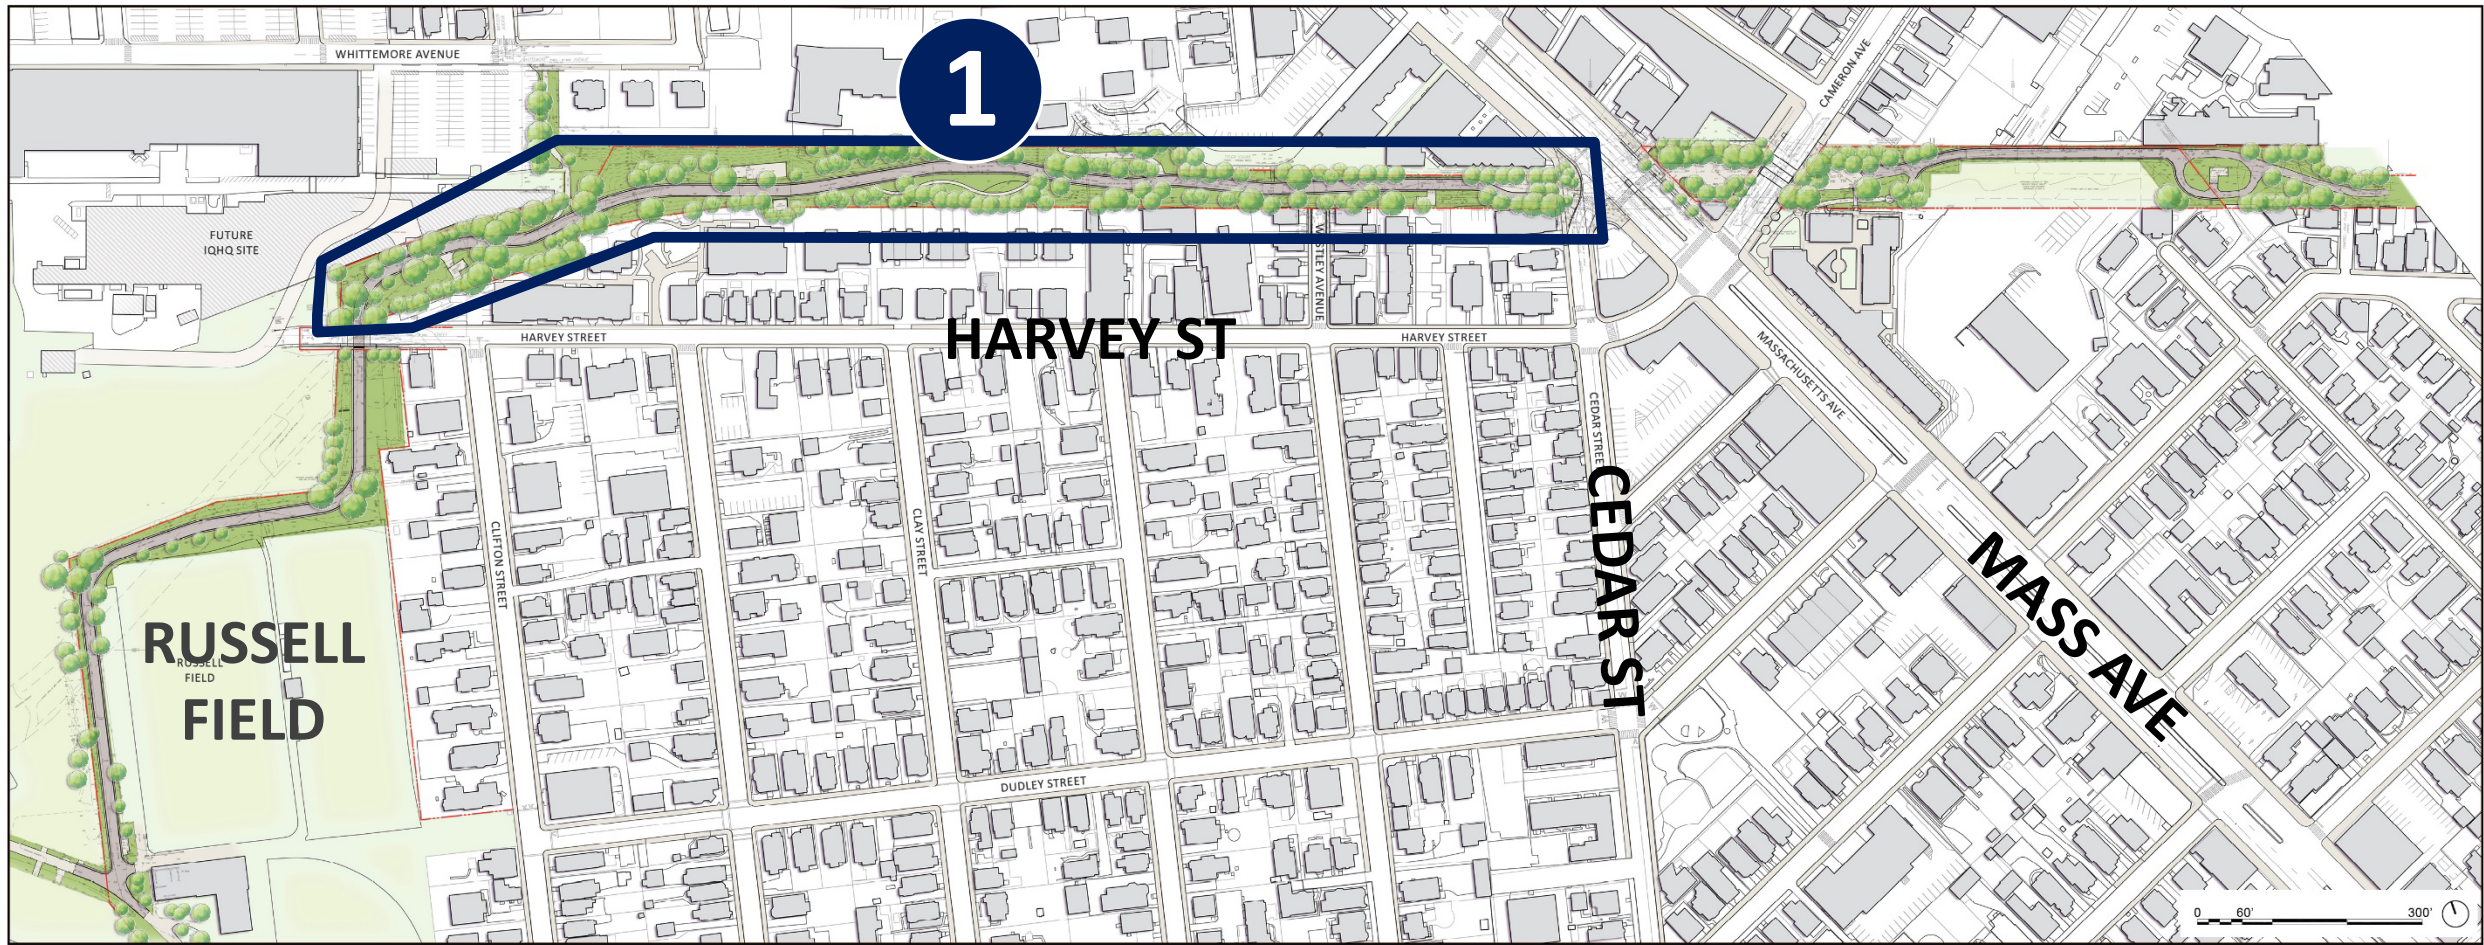 WHITTEMORE AVENUE
1
CAMERON AVE
FUTURE
IQHQ SITE
WESTLEY AVENUE
HARVEY STREET
HARVEY ST
HARVEY STREET
MASSACHUSETTS AVE
CEDAR STREET
CEDAR ST
CLIFTON STREET
CLAY STREET
MASS AVE
RUSSELL
FIELD
RUSSELL
FIELD
DUDLEY STREET
0 60' 300'